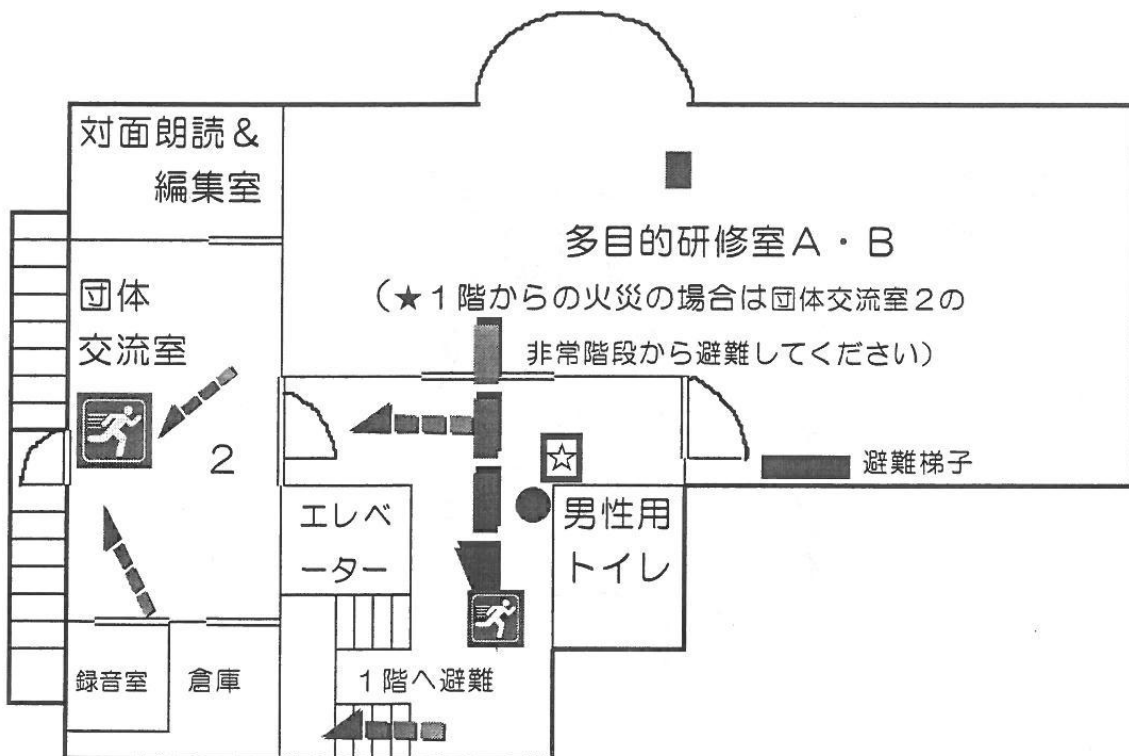 対面朗読＆
編集室
多目的研修室Ａ・Ｂ
（★１階からの火災の場合は団体交流室２の
非常階段から避難してください）
団体
交流室
２
避難梯子
エレベ
ーター
男性用
トイレ
録音室
倉庫
１階へ避難